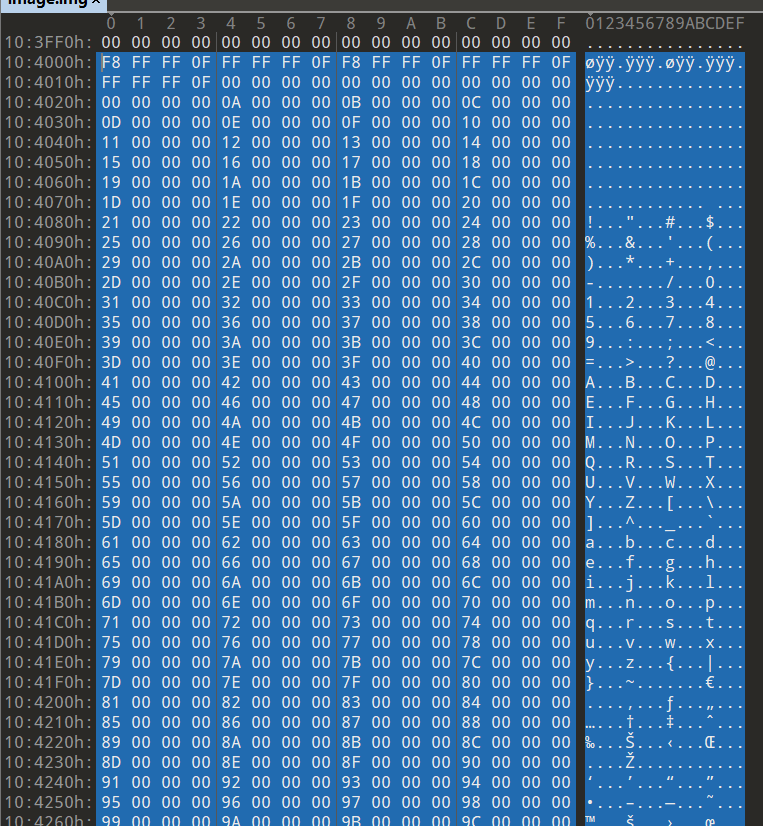 image.img ×
0 1 2 3 4 5 6 7 8 9 A B C D E F 0123456789ABCDEF
10:3FF0h: 00 00 00 00 00 00 00 00 00 00 00 00 00 00 00 00 ................
10:4000h: F8 FF FF 0F FF FF FF 0F F8 FF FF 0F FF FF FF 0F øÿÿ.ÿÿÿ.øÿÿ.ÿÿÿ.
10:4010h: FF FF FF 0F 00 00 00 00 00 00 00 00 00 00 00 00 ÿÿÿ.............
10:4020h: 00 00 00 00 0A 00 00 00 0B 00 00 00 0C 00 00 00 ................
10:4030h: 0D 00 00 00 0E 00 00 00 0F 00 00 00 10 00 00 00 ................
10:4040h: 11 00 00 00 12 00 00 00 13 00 00 00 14 00 00 00 ................
10:4050h: 15 00 00 00 16 00 00 00 17 00 00 00 18 00 00 00 ................
10:4060h: 19 00 00 00 1A 00 00 00 1B 00 00 00 1C 00 00 00 ................
10:4070h: 1D 00 00 00 1E 00 00 00 1F 00 00 00 20 00 00 00 ............ ...
10:4080h: 21 00 00 00 22 00 00 00 23 00 00 00 24 00 00 00 !..."...#...$...
10:4090h: 25 00 00 00 26 00 00 00 27 00 00 00 28 00 00 00 %...&...'...(...
10:40A0h: 29 00 00 00 2A 00 00 00 2B 00 00 00 2C 00 00 00 )...*...+...,...
10:40B0h: 2D 00 00 00 2E 00 00 00 2F 00 00 00 30 00 00 00 -......./...0...
10:40C0h: 31 00 00 00 32 00 00 00 33 00 00 00 34 00 00 00 1...2...3...4...
10:40D0h: 35 00 00 00 36 00 00 00 37 00 00 00 38 00 00 00 5...6...7...8...
10:40E0h: 39 00 00 00 3A 00 00 00 3B 00 00 00 3C 00 00 00 9...:...;...<...
10:40F0h: 3D 00 00 00 3E 00 00 00 3F 00 00 00 40 00 00 00 =...>...?...@...
10:4100h: 41 00 00 00 42 00 00 00 43 00 00 00 44 00 00 00 A...B...C...D...
10:4110h: 45 00 00 00 46 00 00 00 47 00 00 00 48 00 00 00 E...F...G...H...
10:4120h: 49 00 00 00 4A 00 00 00 4B 00 00 00 4C 00 00 00 I...J...K...L...
10:4130h: 4D 00 00 00 4E 00 00 00 4F 00 00 00 50 00 00 00 M...N...O...P...
10:4140h: 51 00 00 00 52 00 00 00 53 00 00 00 54 00 00 00 Q...R...S...T...
10:4150h: 55 00 00 00 56 00 00 00 57 00 00 00 58 00 00 00 U...V...W...X...
10:4160h: 59 00 00 00 5A 00 00 00 5B 00 00 00 5C 00 00 00 Y...Z...[...\...
10:4170h: 5D 00 00 00 5E 00 00 00 5F 00 00 00 60 00 00 00 ]...^..._...`...
10:4180h: 61 00 00 00 62 00 00 00 63 00 00 00 64 00 00 00 a...b...c...d...
10:4190h: 65 00 00 00 66 00 00 00 67 00 00 00 68 00 00 00 e...f...g...h...
10:41A0h: 69 00 00 00 6A 00 00 00 6B 00 00 00 6C 00 00 00 i...j...k...l...
10:41B0h: 6D 00 00 00 6E 00 00 00 6F 00 00 00 70 00 00 00 m...n...o...p...
10:41C0h: 71 00 00 00 72 00 00 00 73 00 00 00 74 00 00 00 q...r...s...t...
10:41D0h: 75 00 00 00 76 00 00 00 77 00 00 00 78 00 00 00 u...v...w...x...
10:41E0h: 79 00 00 00 7A 00 00 00 7B 00 00 00 7C 00 00 00 y...z...{...|...
10:41F0h: 7D 00 00 00 7E 00 00 00 7F 00 00 00 80 00 00 00 }...~.......€...
10:4200h: 81 00 00 00 82 00 00 00 83 00 00 00 84 00 00 00 ....‚...ƒ...„...
10:4210h: 85 00 00 00 86 00 00 00 87 00 00 00 88 00 00 00 …...†...‡...ˆ...
10:4220h: 89 00 00 00 8A 00 00 00 8B 00 00 00 8C 00 00 00 ‰...Š...‹...Œ...
10:4230h: 8D 00 00 00 8E 00 00 00 8F 00 00 00 90 00 00 00 ....Ž...........
10:4240h: 91 00 00 00 92 00 00 00 93 00 00 00 94 00 00 00 ‘...’...“...”...
10:4250h: 95 00 00 00 96 00 00 00 97 00 00 00 98 00 00 00 •...–...—...˜...
10:4260h: 99 00 00 00 9A 00 00 00 9B 00 00 00 9C 00 00 00 ™...š...›...œ...